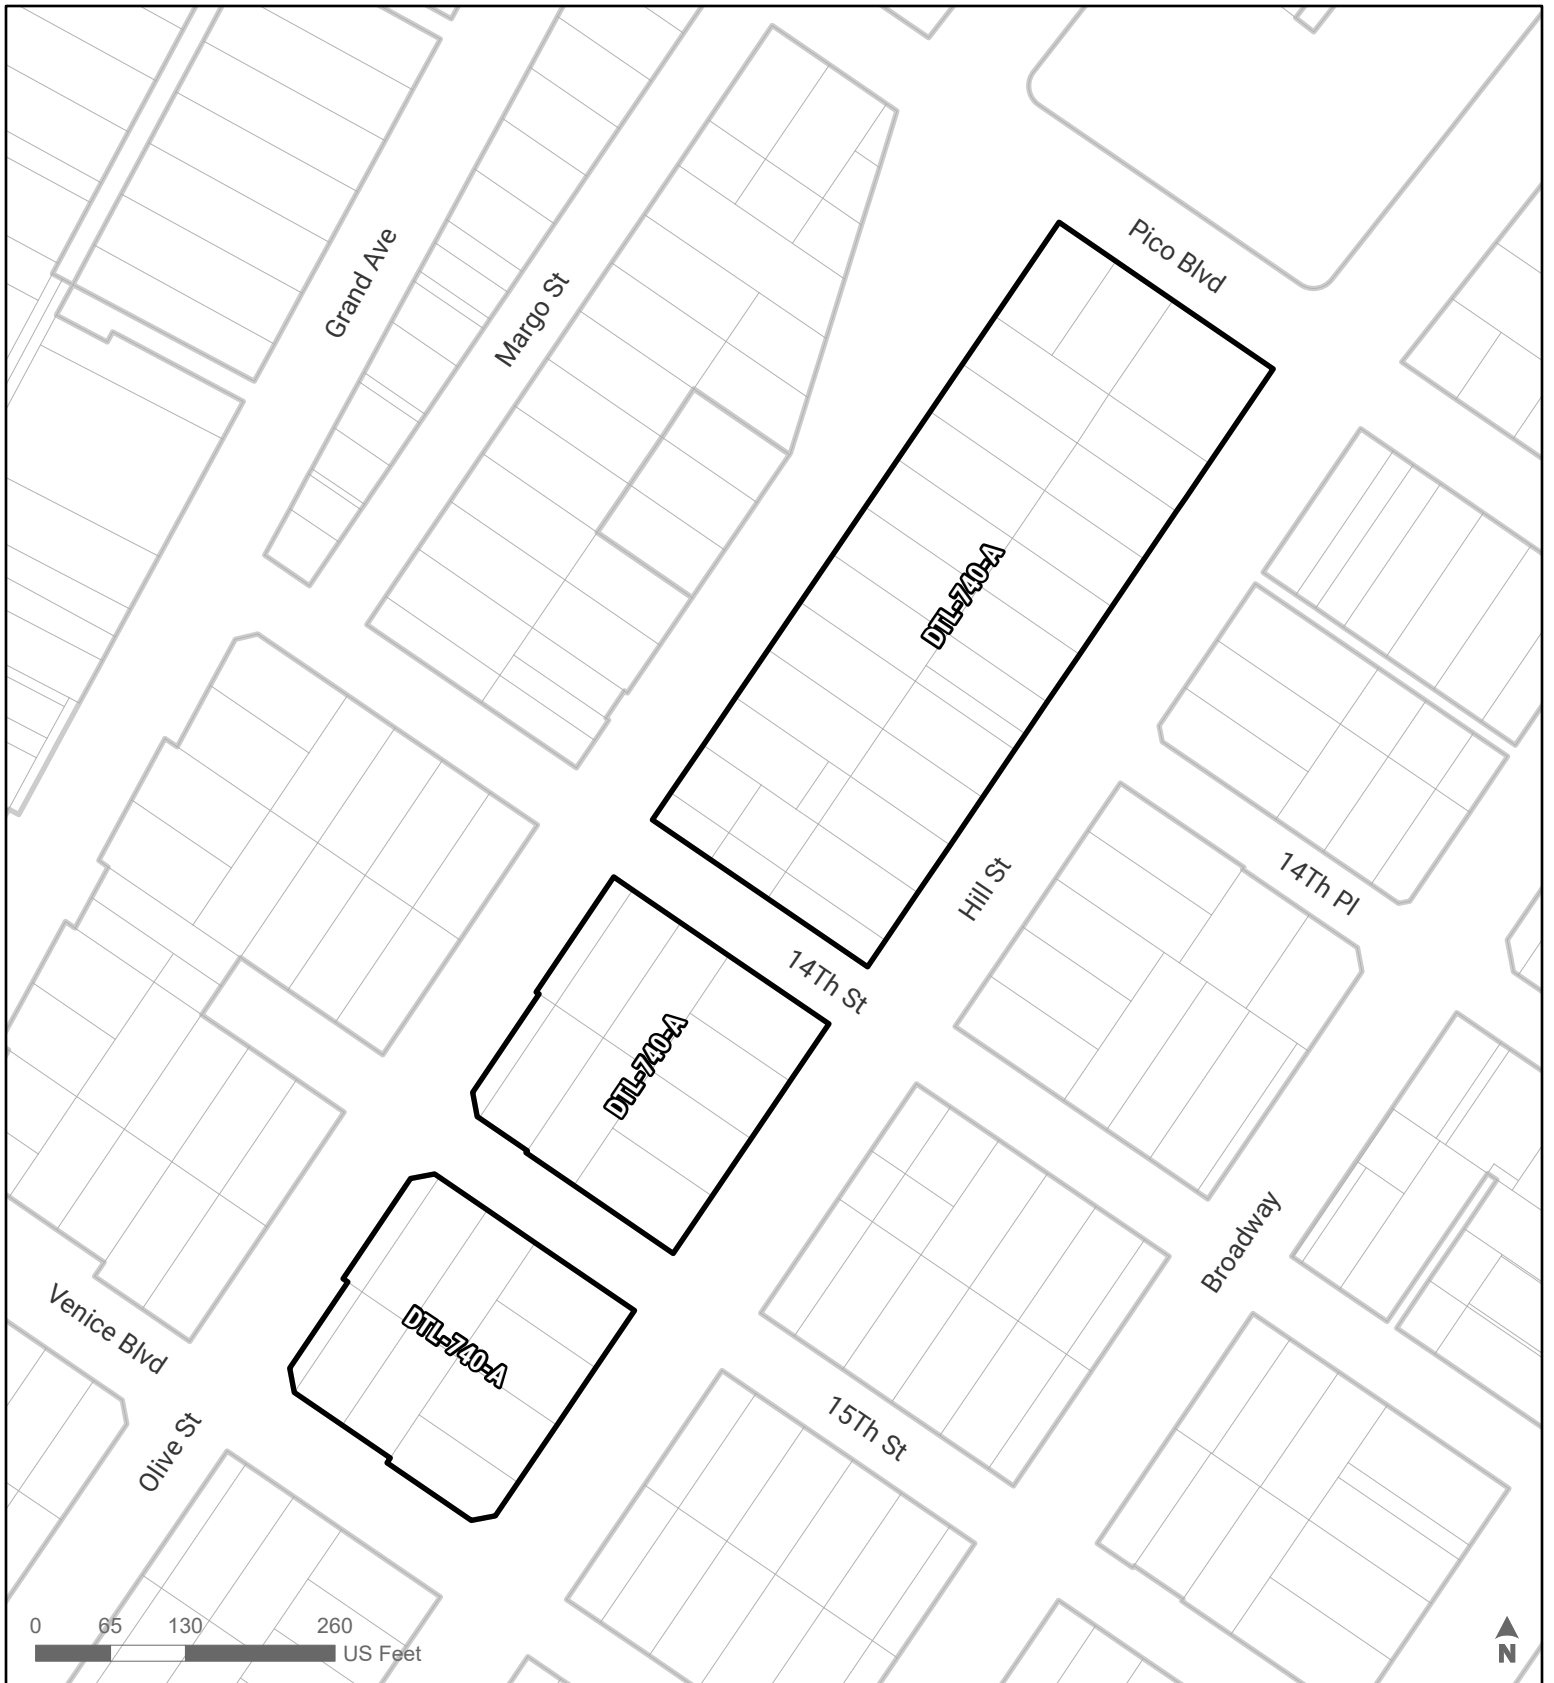 Pico Blvd
Grand Ave
Margo St
DTL-740-A
Hill St
14Th Pl
14Th St
DTL-740-A
Broadway
Venice Blvd
DTL-740-A
15Th St
Olive St
0 65 130 260
US Feet
N